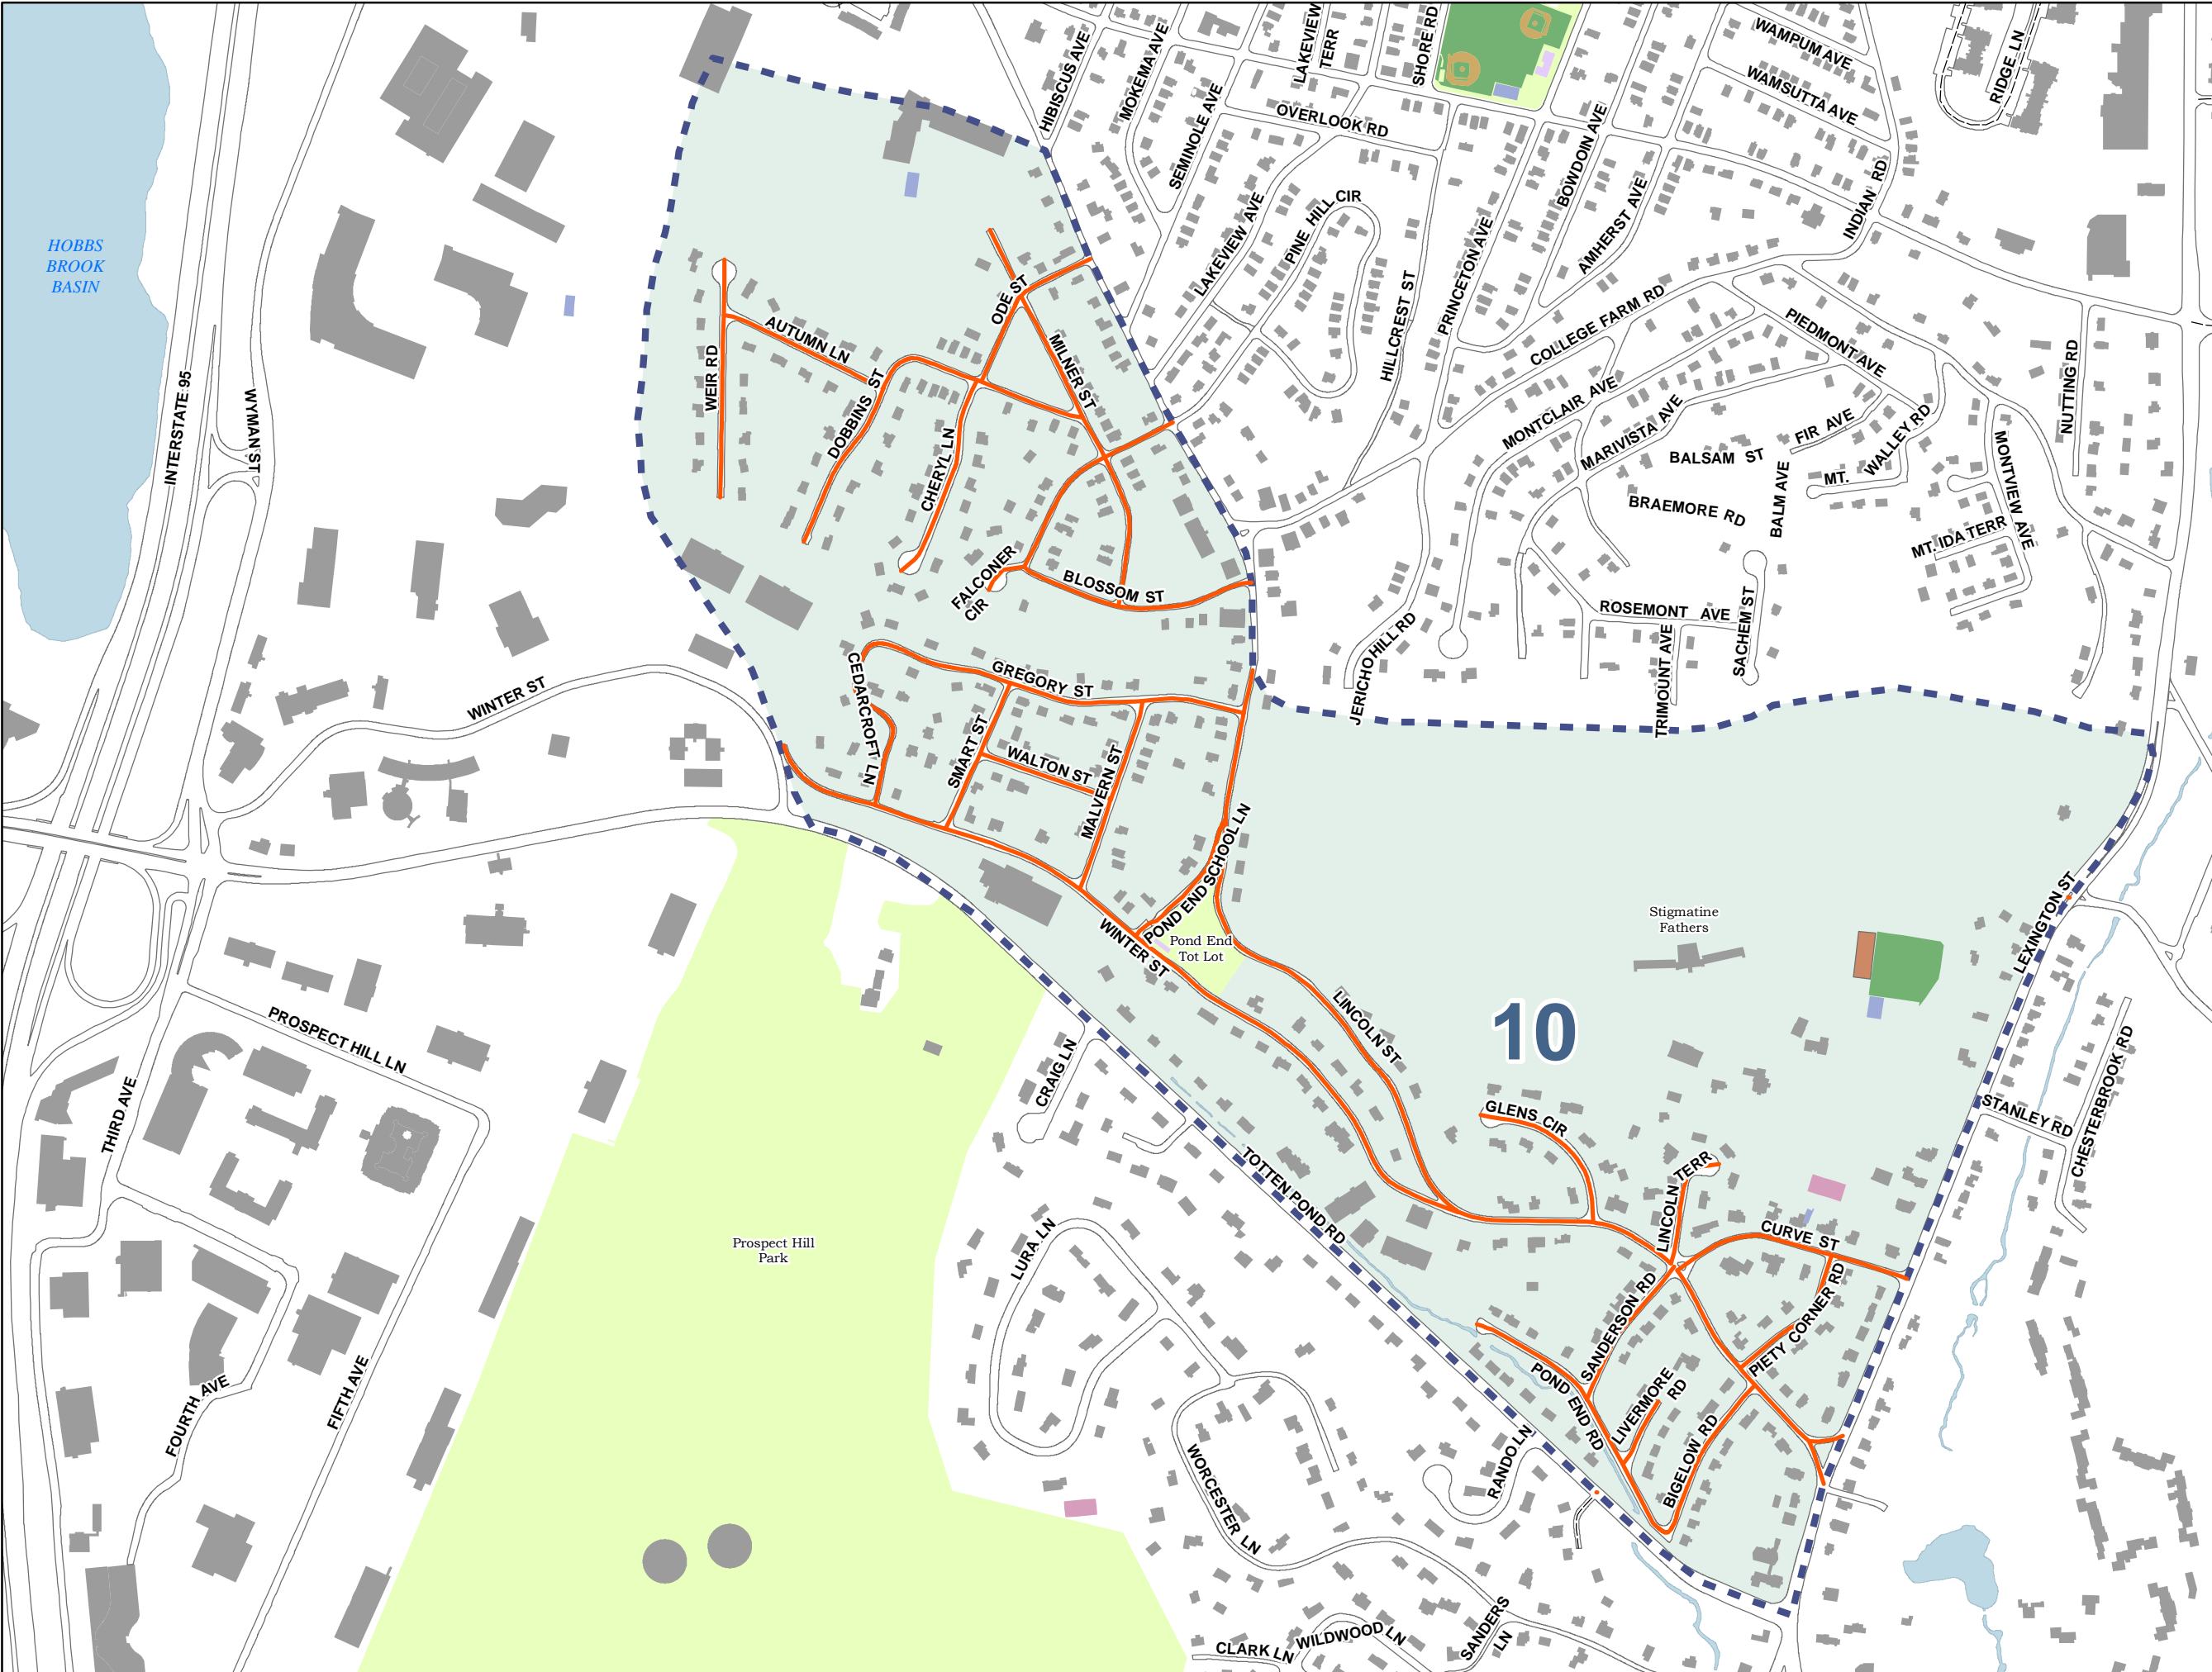 HIBISCUS AVE
MOKEMA AVE
LAKEVIEW
TERR
SHORE RD
WAMPUM AVE
WAMSUTTA AVE
RIDGE LN
SEMINOLE AVE
OVERLOOK RD
BOWDOIN AVE
INDIAN RD
HOBBS
BROOK
BASIN
LAKEVIEW AVE
PINE HILL CIR
AMHERST AVE
PRINCETON AVE
HILLCREST ST
COLLEGE FARM RD
PIEDMONT AVE
NUTTING RD
ODE ST
AUTUMN LN
MILNER ST
WEIR RD
DOBBINS ST
CHERYL LN
INTERSTATE 95
WYMAN ST
MONTCLAIR AVE
MARIVISTA AVE
FIR AVE
BALSAM ST
MT. WALLEY RD
MONTVIEW AVE
BRAEMORE RD
BALM AVE
MT. IDA TERR
FALCONER
CIR
BLOSSOM ST
ROSEMONT AVE
SACHEM ST
TRIMOUNT AVE
JERICHO HILL RD
CEDARCROFT LN
GREGORY ST
WINTER ST
SMART ST
WALTON ST
MALVERN ST
POND END SCHOOL LN
WINTER ST
Pond End
Tot Lot
Stigmatine
Fathers
LEXINGTON ST
LINCOLN ST
10
PROSPECT HILL LN
THIRD AVE
CRAIG LN
GLENS CIR
STANLEY RD
CHESTERBROOK RD
TOTTEN POND RD
LINCOLN TERR
CURVE ST
LURA LN
Prospect Hill
Park
SANDERSON RD
PIETY CORNER RD
POND END RD
LIVERMORE
RD
BIGELOW RD
FOURTH AVE
FIFTH AVE
RANDO LN
WORCESTER LN
SANDERS
LN
WILDWOOD LN
CLARK LN